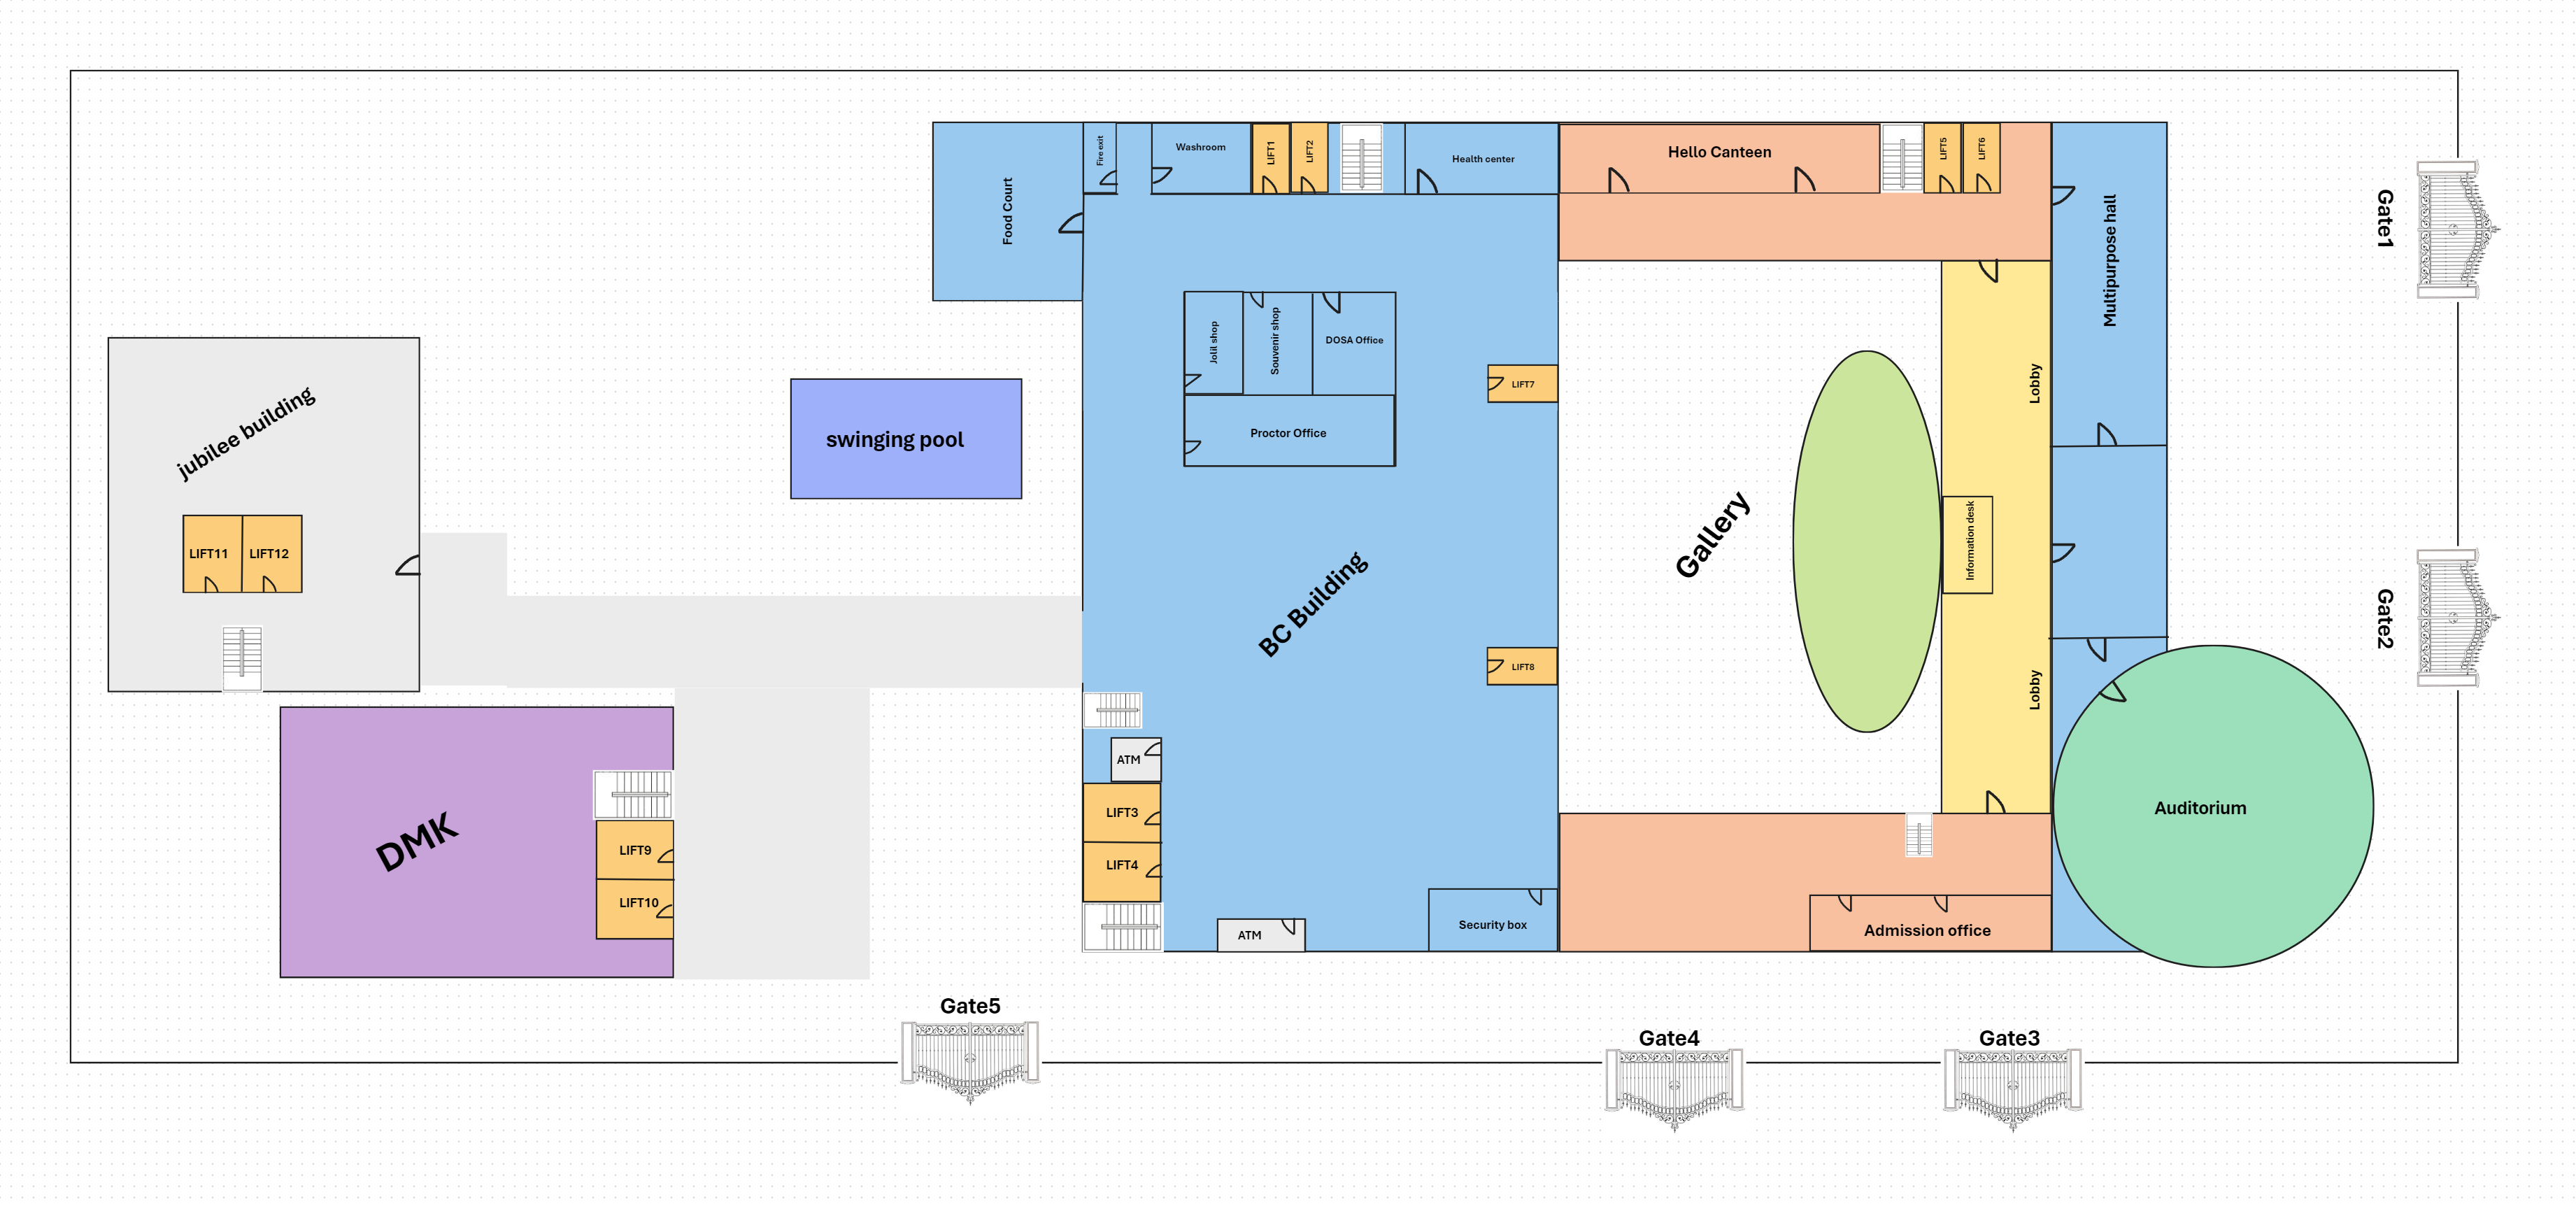 Fire exit
Washroom
LIFT1
LIFT2
Health center
Hello Canteen
LIFT5
LIFT6
Food Court
Multipurpose hall
Gate1
Jolil shop
Souvenir shop
DOSA Office
Proctor Office
LIFT7
Lobby
jubilee building
swinging pool
LIFT11
LIFT12
BC Building
Gallery
Information desk
Gate2
LIFT8
Lobby
ATM
LIFT3
LIFT4
DMK
LIFT9
LIFT10
Auditorium
ATM
Security box
Admission office
Gate5
Gate4
Gate3